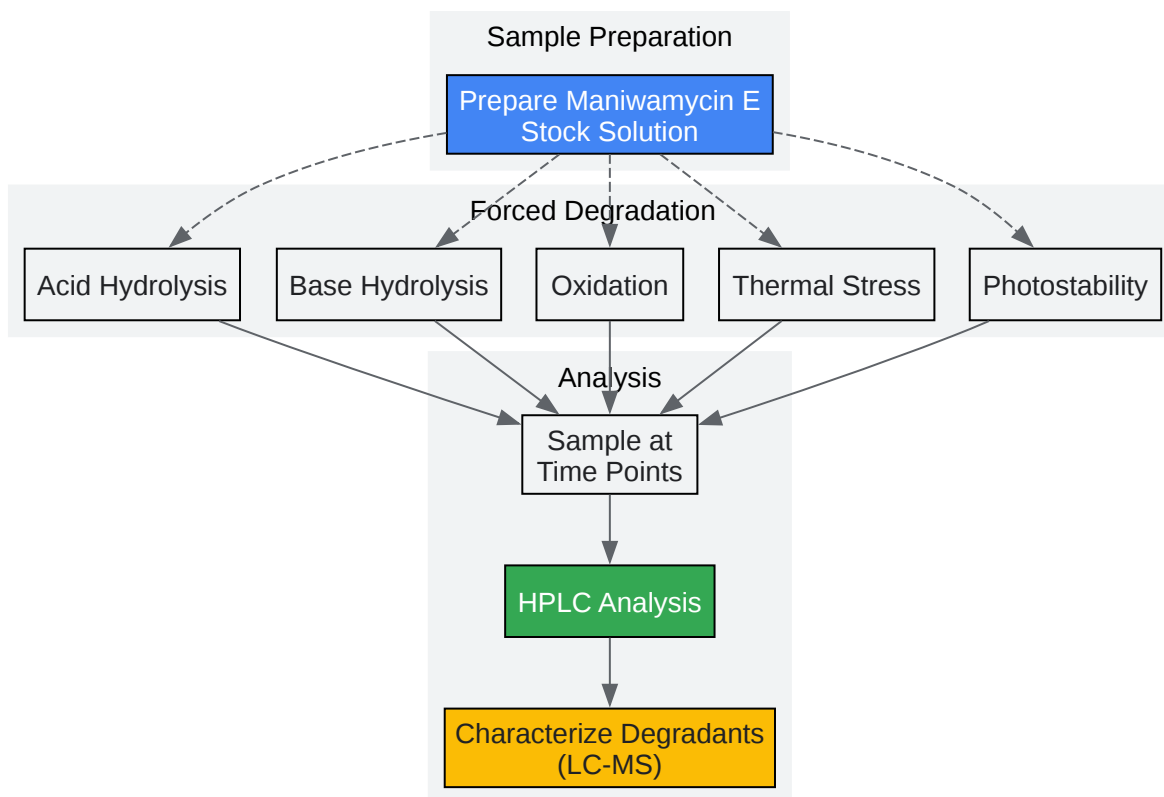 Sample Preparation
Prepare Maniwamycin E
Stock Solution
Forced Degradation
Acid Hydrolysis
Base Hydrolysis
Oxidation
Thermal Stress
Photostability
Analysis
Sample at
Time Points
HPLC Analysis
Characterize Degradants
(LC-MS)